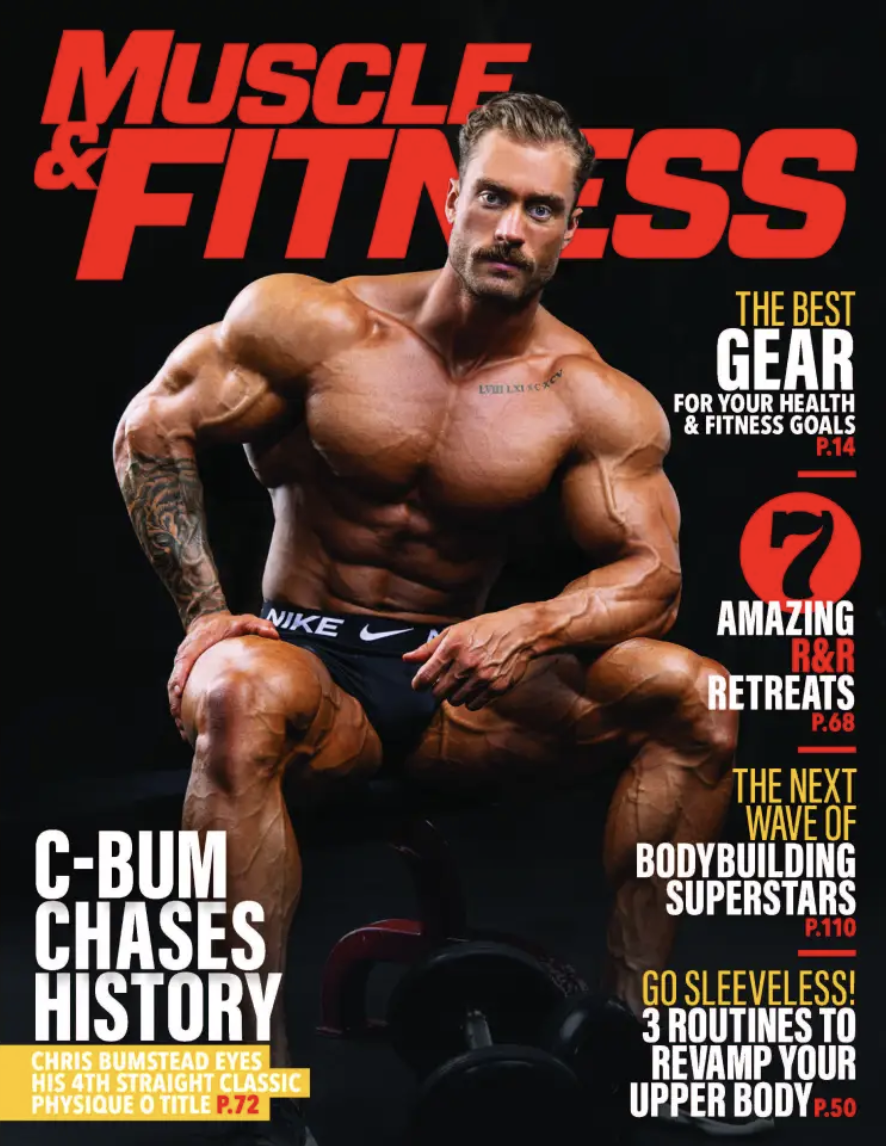 MUSCLE
& FITNESS
THE BEST
GEAR
FOR YOUR HEALTH
& FITNESS GOALS
P.14
7
AMAZING
R&R
RETREATS
P.68
THE NEXT
WAVE OF
BODYBUILDING
SUPERSTARS
P.110
GO SLEEVELESS!
3 ROUTINES TO
REVAMP YOUR
UPPER BODY P.50
C-BUM
CHASES
HISTORY
CHRIS BUMSTEAD EYES
HIS 4TH STRAIGHT CLASSIC
PHYSIQUE O TITLE P.72
NIKE